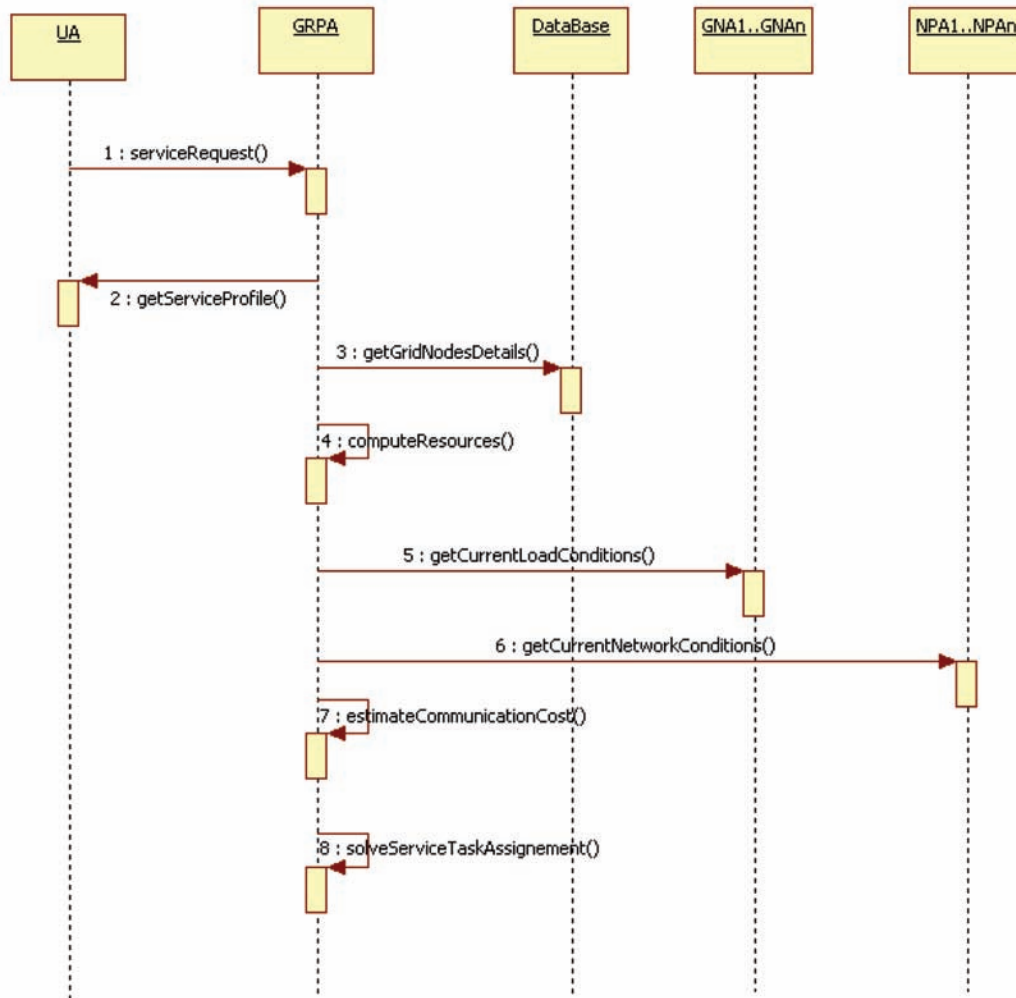 UA
GRPA
DataBase
GNA1..GNAn
NPA1..NPAn
1 : serviceRequest()
2 : getServiceProfile()
3 : getGridNodesDetails()
4 : computeResources()
5 : getCurrentLoadConditions()
6 : getCurrentNetworkConditions()
7 : estimateCommunicationCost()
8 : solveServiceTaskAssignement()